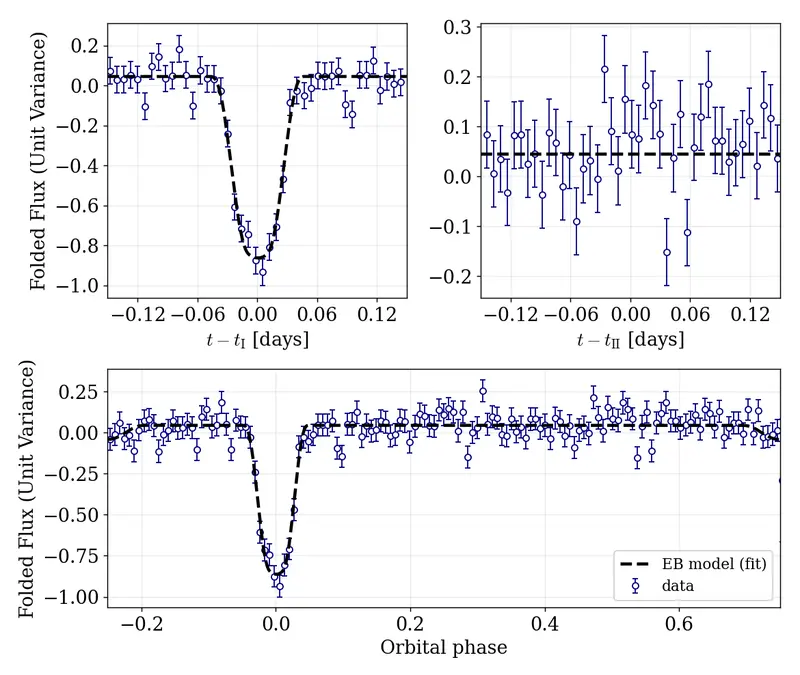 Folded Flux (Unit Variance)
0.2
0.0
−0.2
−0.4
−0.6
−0.8
−1.0
−0.12 −0.06 0.00 0.06 0.12
t − tI [days]
0.3
0.2
0.1
0.0
−0.1
−0.2
−0.12 −0.06 0.00 0.06 0.12
t − tII [days]
Folded Flux (Unit Variance)
0.25
0.00
−0.25
−0.50
−0.75
−1.00
−0.2 0.0 0.2 0.4 0.6
Orbital phase
EB model (fit)
data